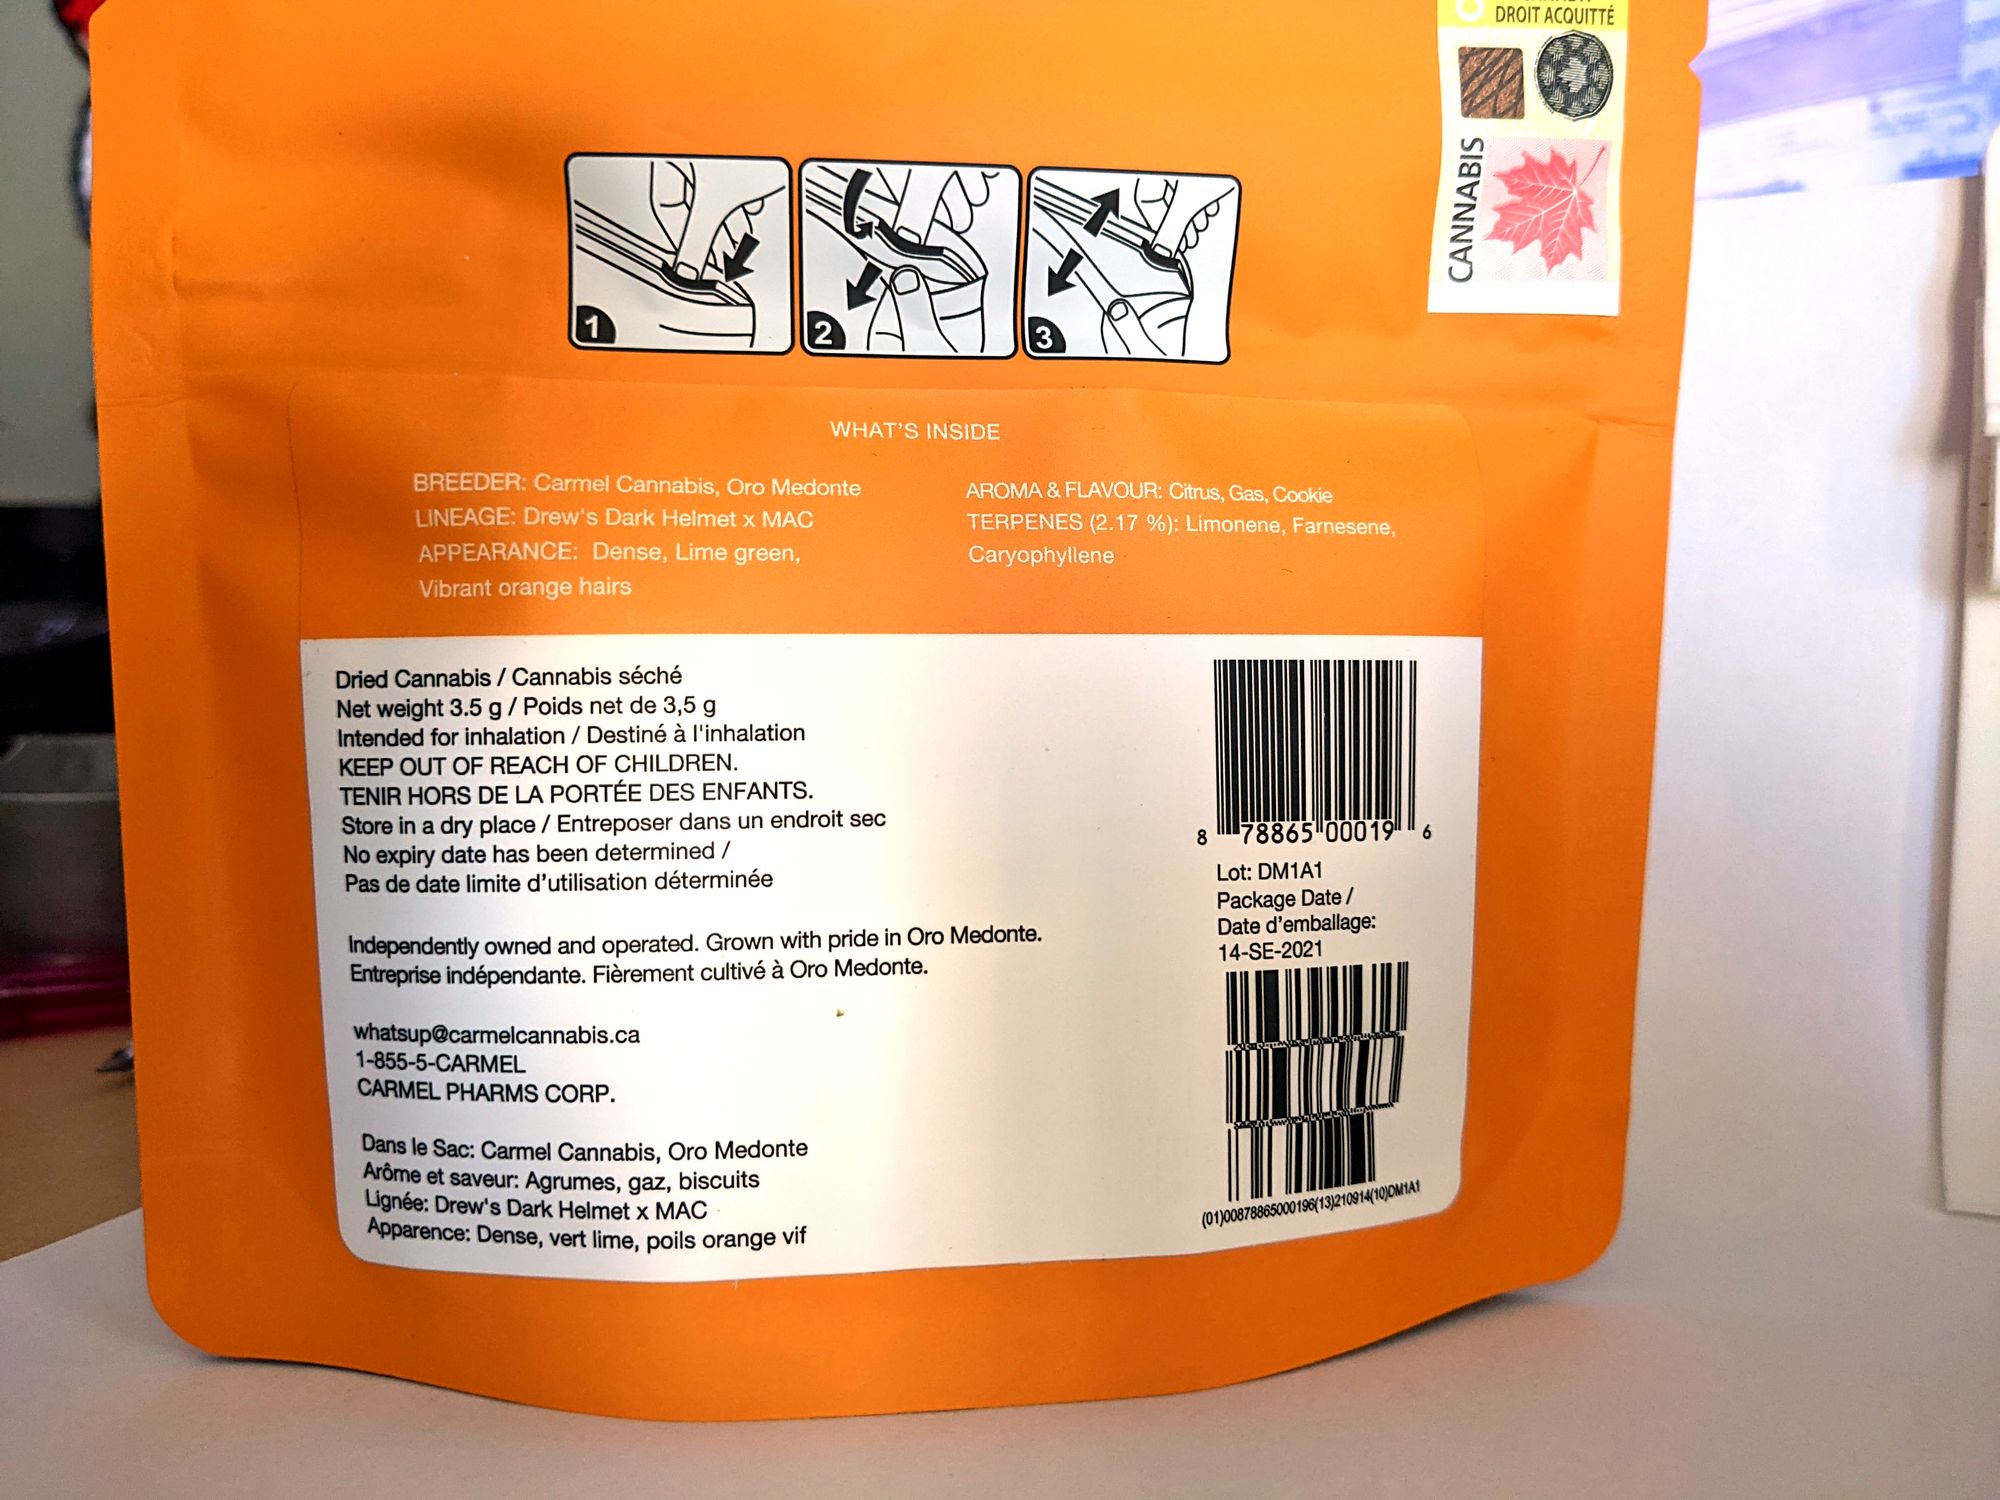 DROIT ACQUITTÉ
CANNABIS
1
2
3
WHAT'S INSIDE
BREEDER: Carmel Cannabis, Oro Medonte
LINEAGE: Drew's Dark Helmet x MAC
APPEARANCE: Dense, Lime green,
Vibrant orange hairs
AROMA & FLAVOUR: Citrus, Gas, Cookie
TERPENES (2.17 %): Limonene, Farnesene,
Caryophyllene
Dried Cannabis / Cannabis séché
Net weight 3.5 g / Poids net de 3,5 g
Intended for inhalation / Destiné à l'inhalation
KEEP OUT OF REACH OF CHILDREN.
TENIR HORS DE LA PORTÉE DES ENFANTS.
Store in a dry place / Entreposer dans un endroit sec
No expiry date has been determined /
Pas de date limite d'utilisation déterminée
Independently owned and operated. Grown with pride in Oro Medonte.
Entreprise indépendante. Fièrement cultivé à Oro Medonte.
whatsup@carmelcannabis.ca
1-855-5-CARMEL
CARMEL PHARMS CORP.
Dans le Sac: Carmel Cannabis, Oro Medonte
Arôme et saveur: Agrumes, gaz, biscuits
Lignée: Drew's Dark Helmet x MAC
Apparence: Dense, vert lime, poils orange vif
8 78865 00019 6
Lot: DM1A1
Package Date /
Date d'emballage:
14-SE-2021
(01)00878865000196(13)210914(10)DM1A1